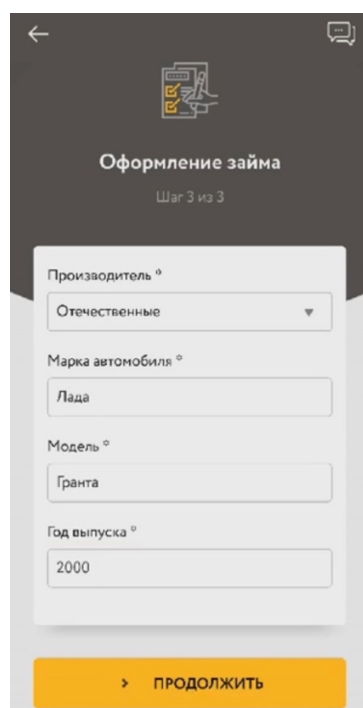 Оформление займа
Шаг 3 из 3
Производитель *
Отечественные
Марка автомобиля *
Лада
Модель *
Гранта
Год выпуска *
2000
> ПРОДОЛЖИТЬ